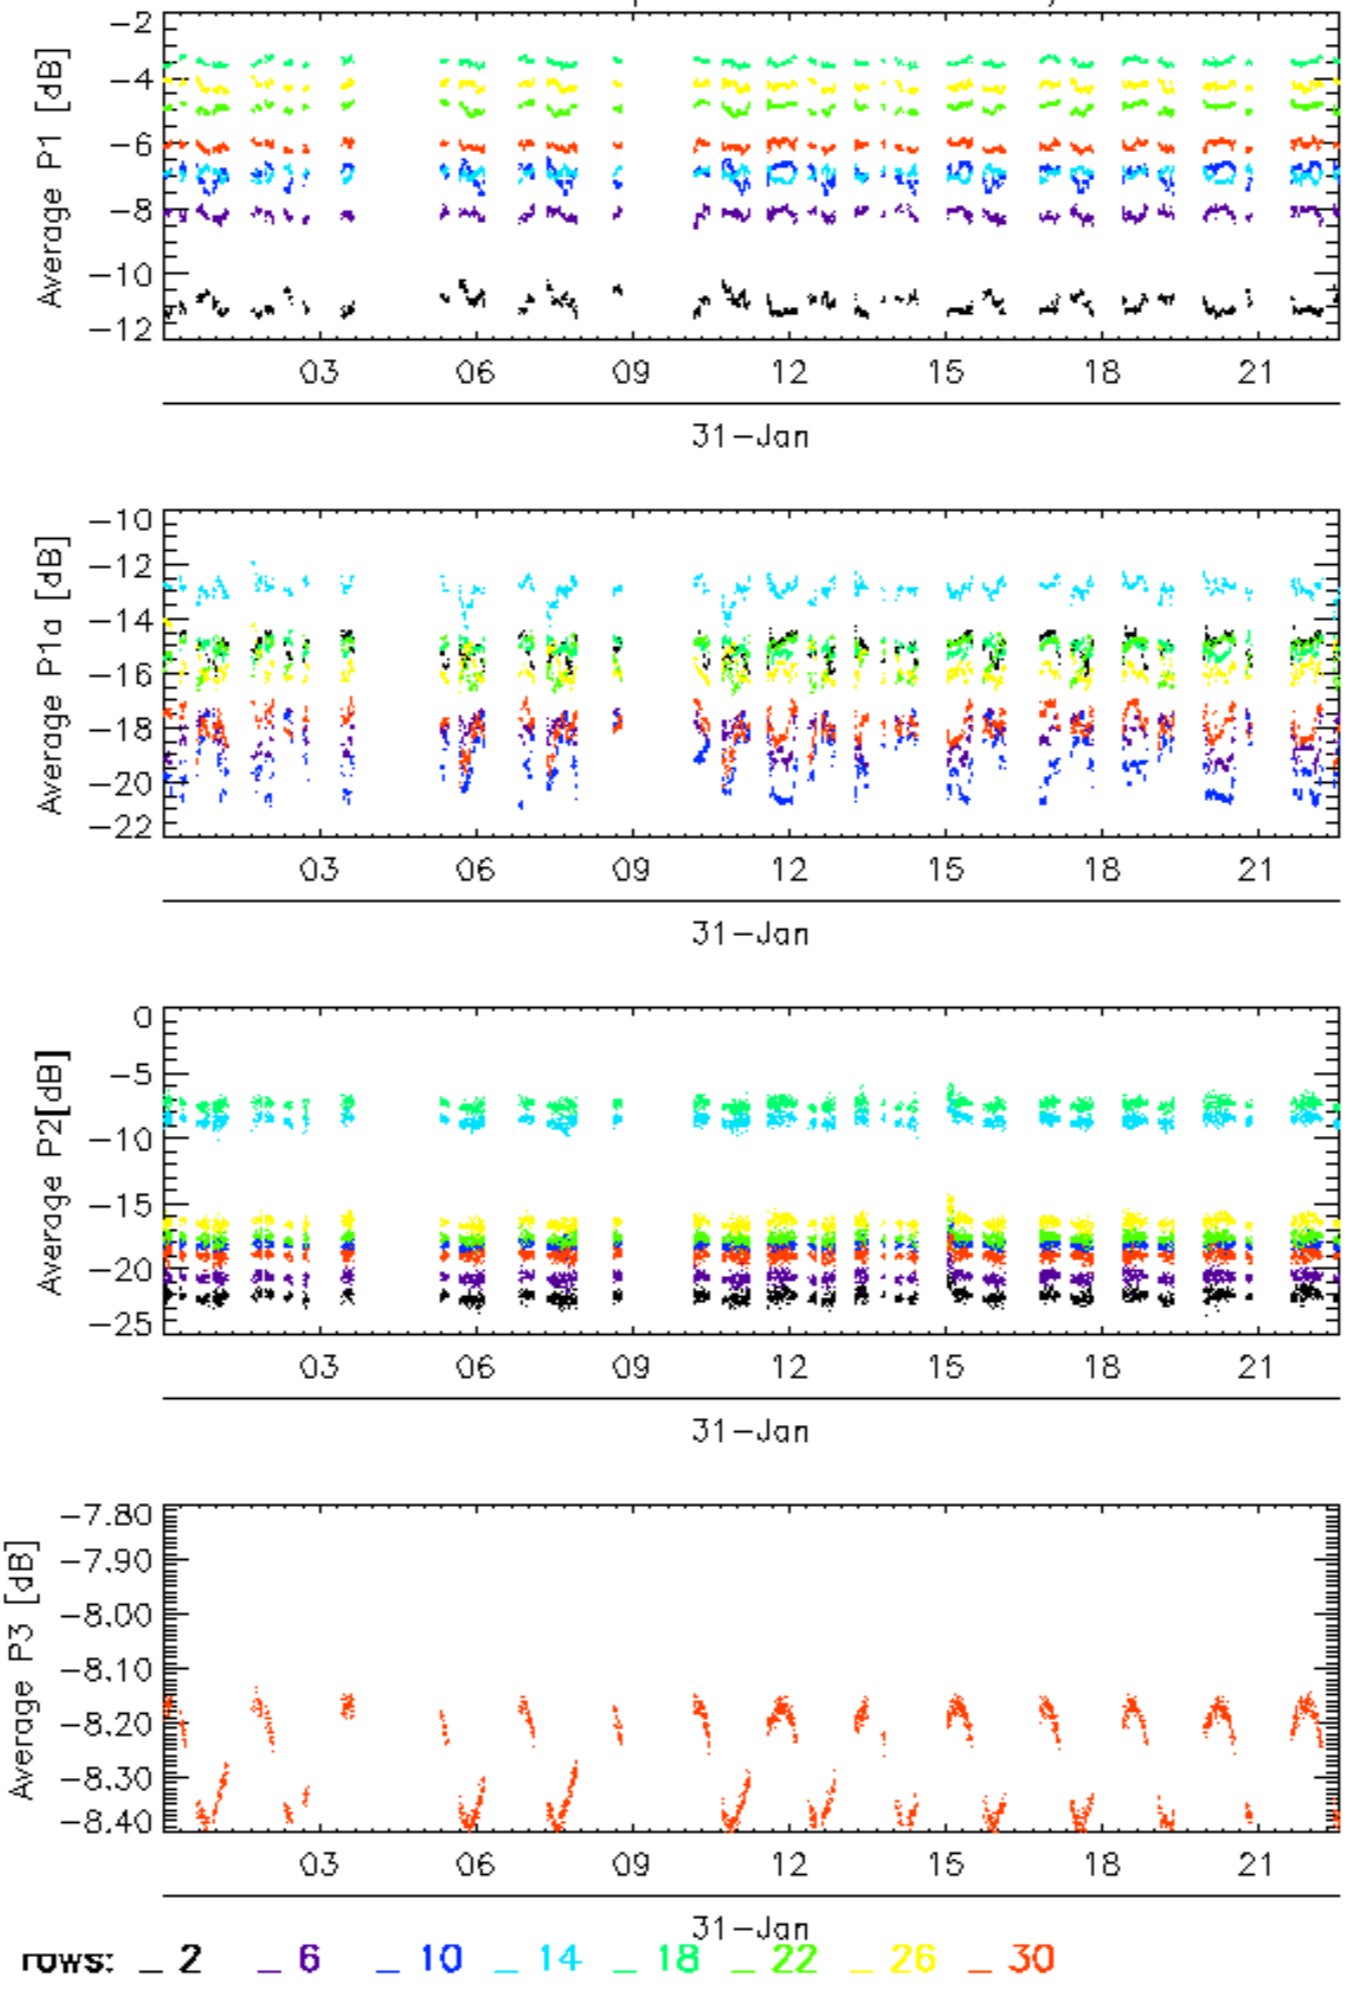 Average P1 [dB]
−2
−4
−6
−8
−10
−12
03 06 09 12 15 18 21
31−Jan
Average P1a [dB]
−10
−12
−14
−16
−18
−20
−22
03 06 09 12 15 18 21
31−Jan
Average P2[dB]
0
−5
−10
−15
−20
−25
03 06 09 12 15 18 21
31−Jan
Average P3 [dB]
−7.80
−7.90
−8.00
−8.10
−8.20
−8.30
−8.40
03 06 09 12 15 18 21
31−Jan
rows: _ 2 _ 6 _ 10 _ 14 _ 18 _ 22 _ 26 _ 30